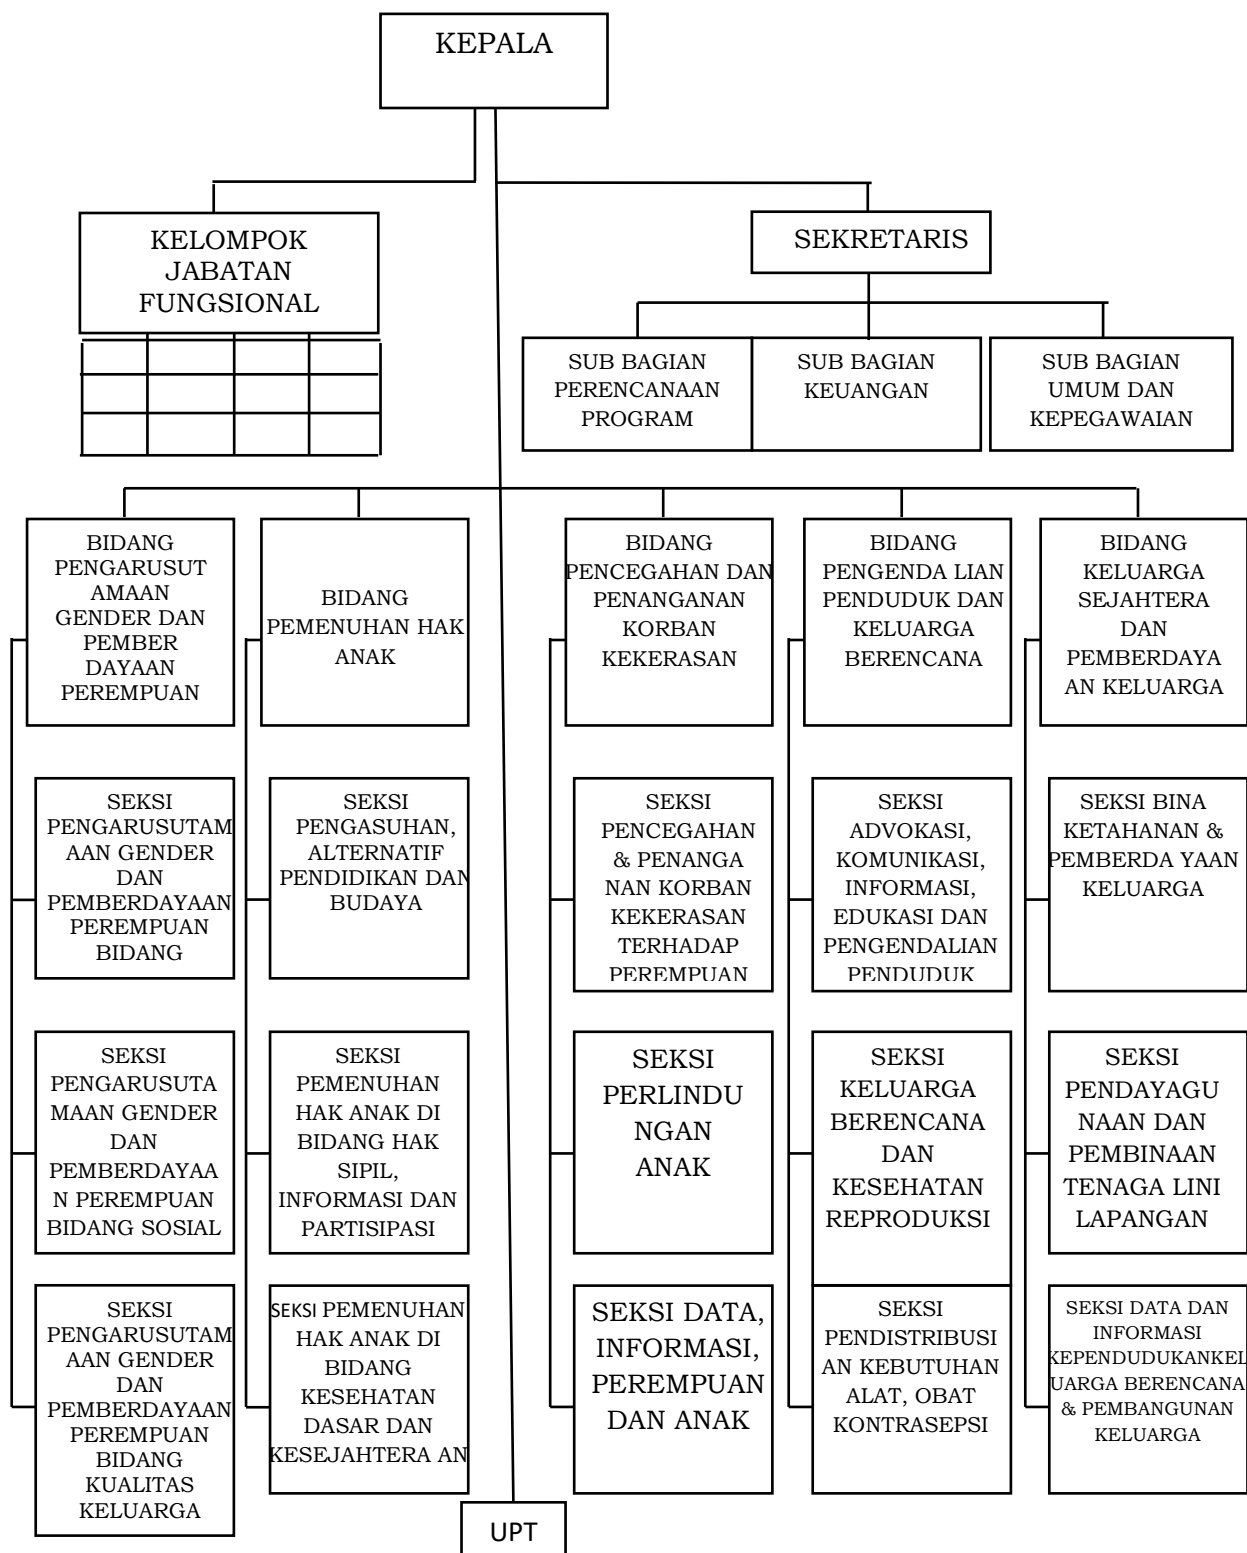 KEPALA
KELOMPOK
JABATAN
FUNGSIONAL
SEKRETARIS
SUB BAGIAN
PERENCANAAN
PROGRAM
SUB BAGIAN
KEUANGAN
SUB BAGIAN
UMUM DAN
KEPEGAWAIAN
BIDANG
PENGARUSUT
AMAAN
GENDER DAN
PEMBER
DAYAAN
PEREMPUAN
BIDANG
PEMENUHAN HAK
ANAK
BIDANG
PENCEGAHAN DAN
PENANGANAN
KORBAN
KEKERASAN
BIDANG
PENGENDA LIAN
PENDUDUK DAN
KELUARGA
BERENCANA
BIDANG
KELUARGA
SEJAHTERA
DAN
PEMBERDAYA
AN KELUARGA
SEKSI
PENGARUSUTAM
AAN GENDER
DAN
PEMBERDAYAAN
PEREMPUAN
BIDANG
SEKSI
PENGASUHAN,
ALTERNATIF
PENDIDIKAN DAN
BUDAYA
SEKSI
PENCEGAHAN
& PENANGA
NAN KORBAN
KEKERASAN
TERHADAP
PEREMPUAN
SEKSI
ADVOKASI,
KOMUNIKASI,
INFORMASI,
EDUKASI DAN
PENGENDALIAN
PENDUDUK
SEKSI BINA
KETAHANAN &
PEMBERDA YAAN
KELUARGA
SEKSI
PENGARUSUTA
MAAN GENDER
DAN
PEMBERDAYAA
N PEREMPUAN
BIDANG SOSIAL
SEKSI
PEMENUHAN
HAK ANAK DI
BIDANG HAK
SIPIL,
INFORMASI DAN
PARTISIPASI
SEKSI
PERLINDU
NGAN
ANAK
SEKSI
KELUARGA
BERENCANA
DAN
KESEHATAN
REPRODUKSI
SEKSI
PENDAYAGU
NAAN DAN
PEMBINAAN
TENAGA LINI
LAPANGAN
SEKSI
PENGARUSUTAM
AAN GENDER
DAN
PEMBERDAYAAN
PEREMPUAN
BIDANG
KUALITAS
KELUARGA
SEKSI PEMENUHAN
HAK ANAK DI
BIDANG
KESEHATAN
DASAR DAN
KESEJAHTERA AN
SEKSI DATA,
INFORMASI,
PEREMPUAN
DAN ANAK
SEKSI
PENDISTRIBUSI
AN KEBUTUHAN
ALAT, OBAT
KONTRASEPSI
SEKSI DATA DAN
INFORMASI
KEPENDUDUKANKEL
UARGA BERENCANA
& PEMBANGUNAN
KELUARGA
UPT